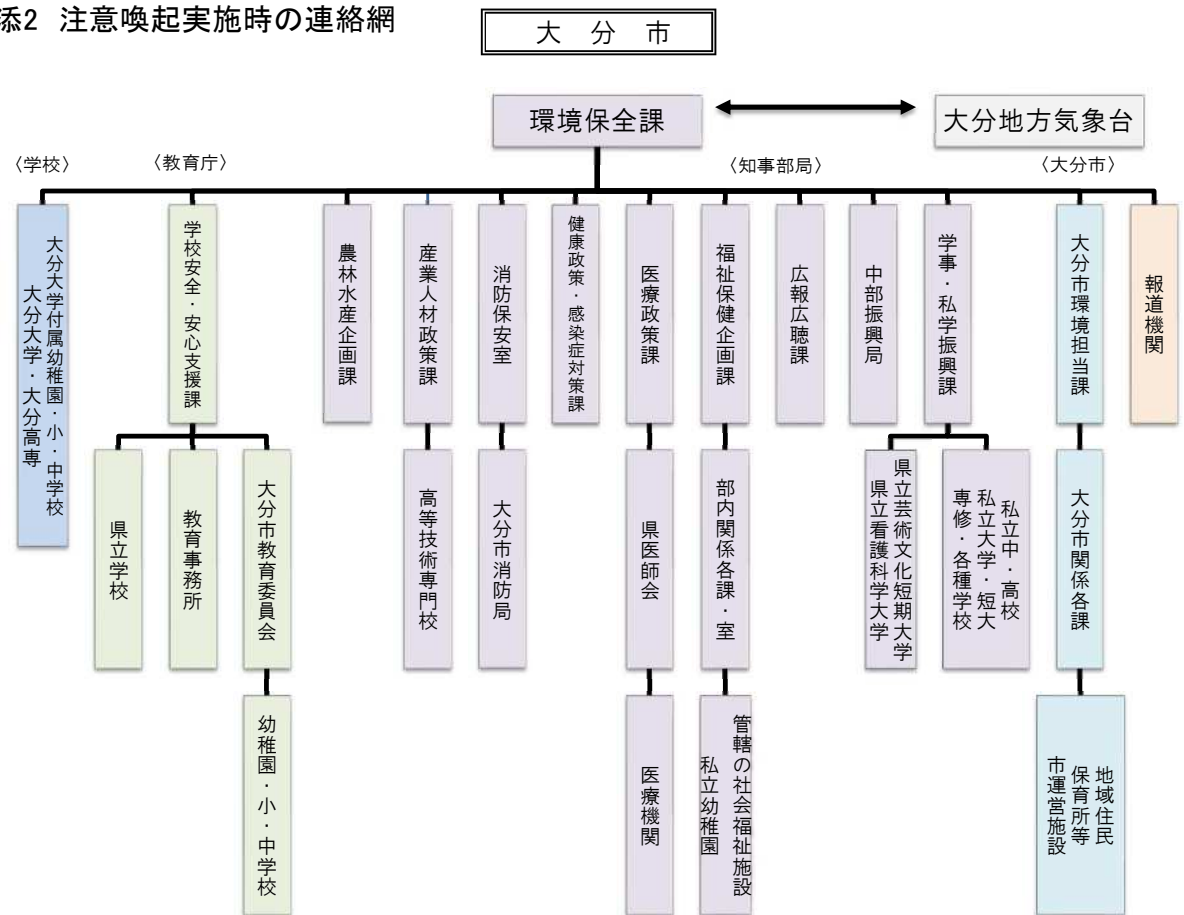 添2 注意喚起実施時の連絡網
大 分 市
環境保全課
大分地方気象台
〈学校〉
〈教育庁〉
〈知事部局〉
〈大分市〉
大分大学付属幼稚園・小・中学校
大分大学・大分高専
学校安全・安心支援課
農林水産企画課
産業人材政策課
消防保安室
健康政策・感染症対策課
医療政策課
福祉保健企画課
広報広聴課
中部振興局
学事・私学振興課
大分市環境担当課
報道機関
県立学校
教育事務所
大分市教育委員会
高等技術専門校
大分市消防局
県医師会
部内関係各課・室
県立芸術文化短期大学
県立看護科学大学
私立中・高校
私立大学・短大
専修・各種学校
大分市関係各課
幼稚園・小・中学校
医療機関
管轄の社会福祉施設
私立幼稚園
地域住民
保育所等
市運営施設